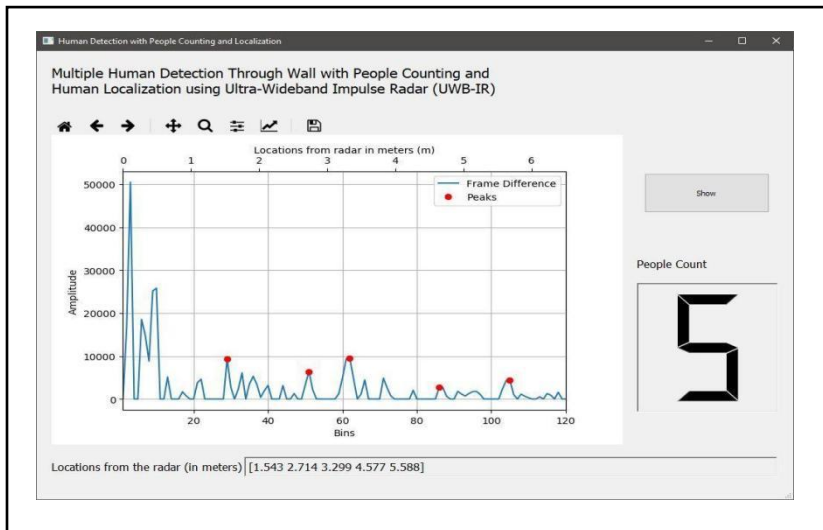 Human Detection with People Counting and Localization
Multiple Human Detection Through Wall with People Counting and
Human Localization using Ultra-Wideband Impulse Radar (UWB-IR)
Locations from radar in meters (m)
0 1 2 3 4 5 6
Frame Difference
Peaks
50000
40000
30000
20000
10000
0
Amplitude
20 40 60 80 100 120
Bins
Show
People Count
5
Locations from the radar (in meters) [1.543 2.714 3.299 4.577 5.588]